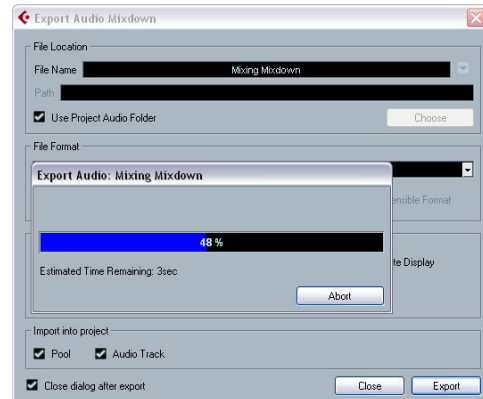 Export Audio Mixdown
File Location
File Name Mixing Mixdown
Path
Use Project Audio Folder Choose
File Format
Export Audio: Mixing Mixdown
ensible Format
48 %
te Display
Estimated Time Remaining: 3sec
Abort
Import into project
Pool Audio Track
Close dialog after export Close Export